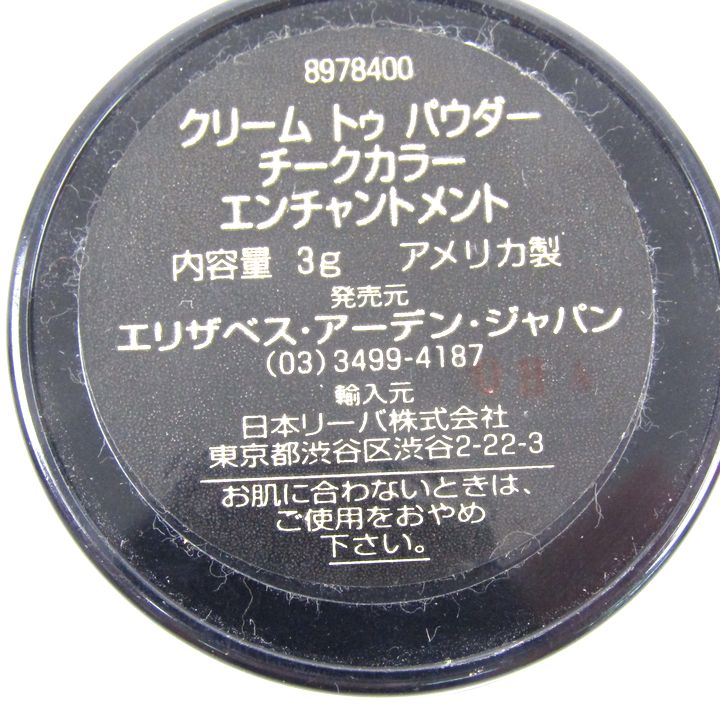 8978400
クリーム トゥ パウダー
チークカラー
エンチャントメント
内容量 3g アメリカ製
発売元
エリザベス・アーデン・ジャパン
(03)3499-4187
輸入元
日本リーバ株式会社
東京都渋谷区渋谷2-22-3
お肌に合わないときは、
ご使用をおやめ
下さい。